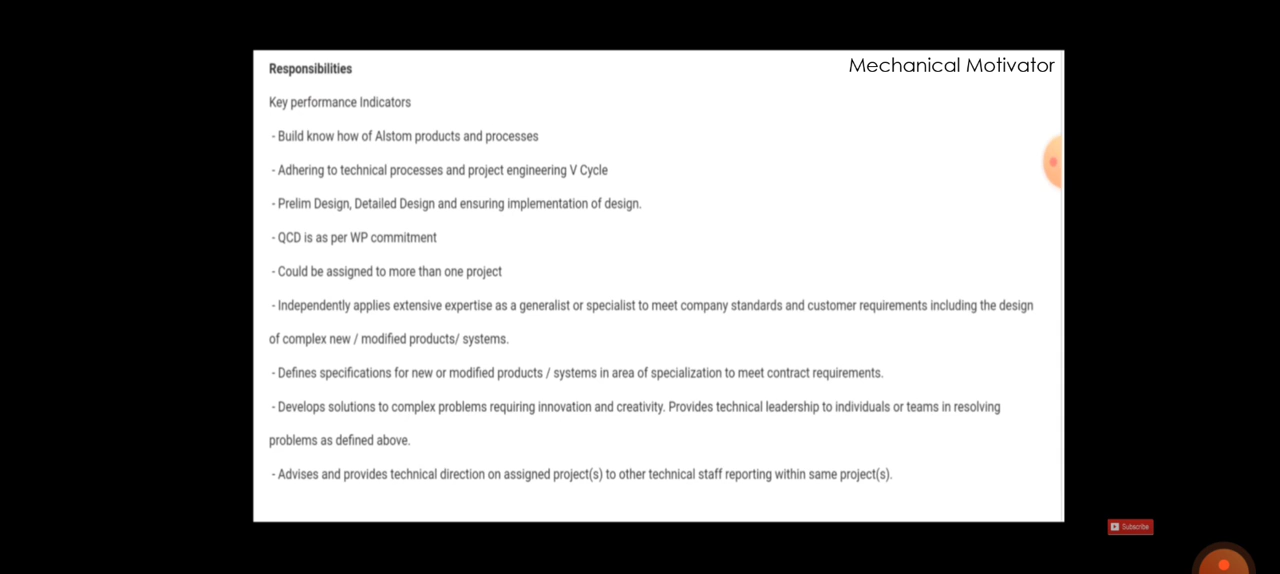 Mechanical Motivator
Responsibilities
Key performance Indicators
- Build know how of Alstom products and processes
- Adhering to technical processes and project engineering V Cycle
- Prelim Design, Detailed Design and ensuring implementation of design.
- QCD is as per WP commitment
- Could be assigned to more than one project
- Independently applies extensive expertise as a generalist or specialist to meet company standards and customer requirements including the design
of complex new / modified products/ systems.
- Defines specifications for new or modified products / systems in area of specialization to meet contract requirements.
- Develops solutions to complex problems requiring innovation and creativity. Provides technical leadership to individuals or teams in resolving
problems as defined above.
- Advises and provides technical direction on assigned project(s) to other technical staff reporting within same project(s).
Subscribe